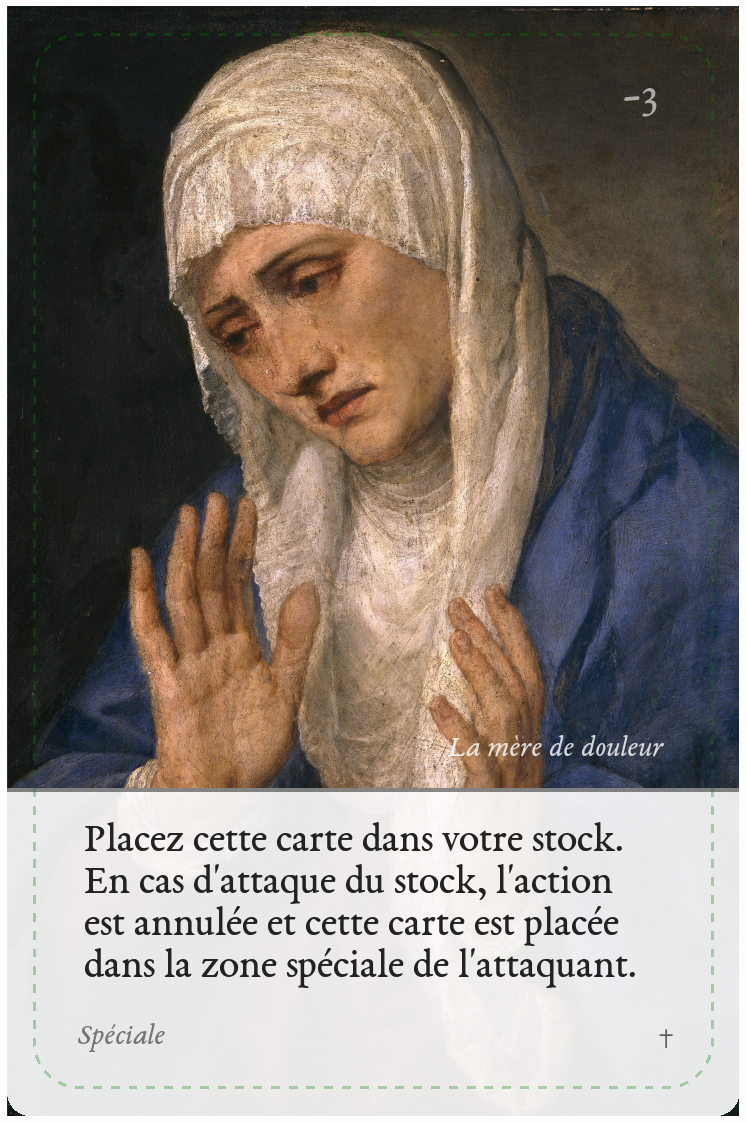 –3
La mère de douleur
Placez cette carte dans votre stock.
En cas d'attaque du stock, l'action
est annulée et cette carte est placée
dans la zone spéciale de l'attaquant.
Spéciale †